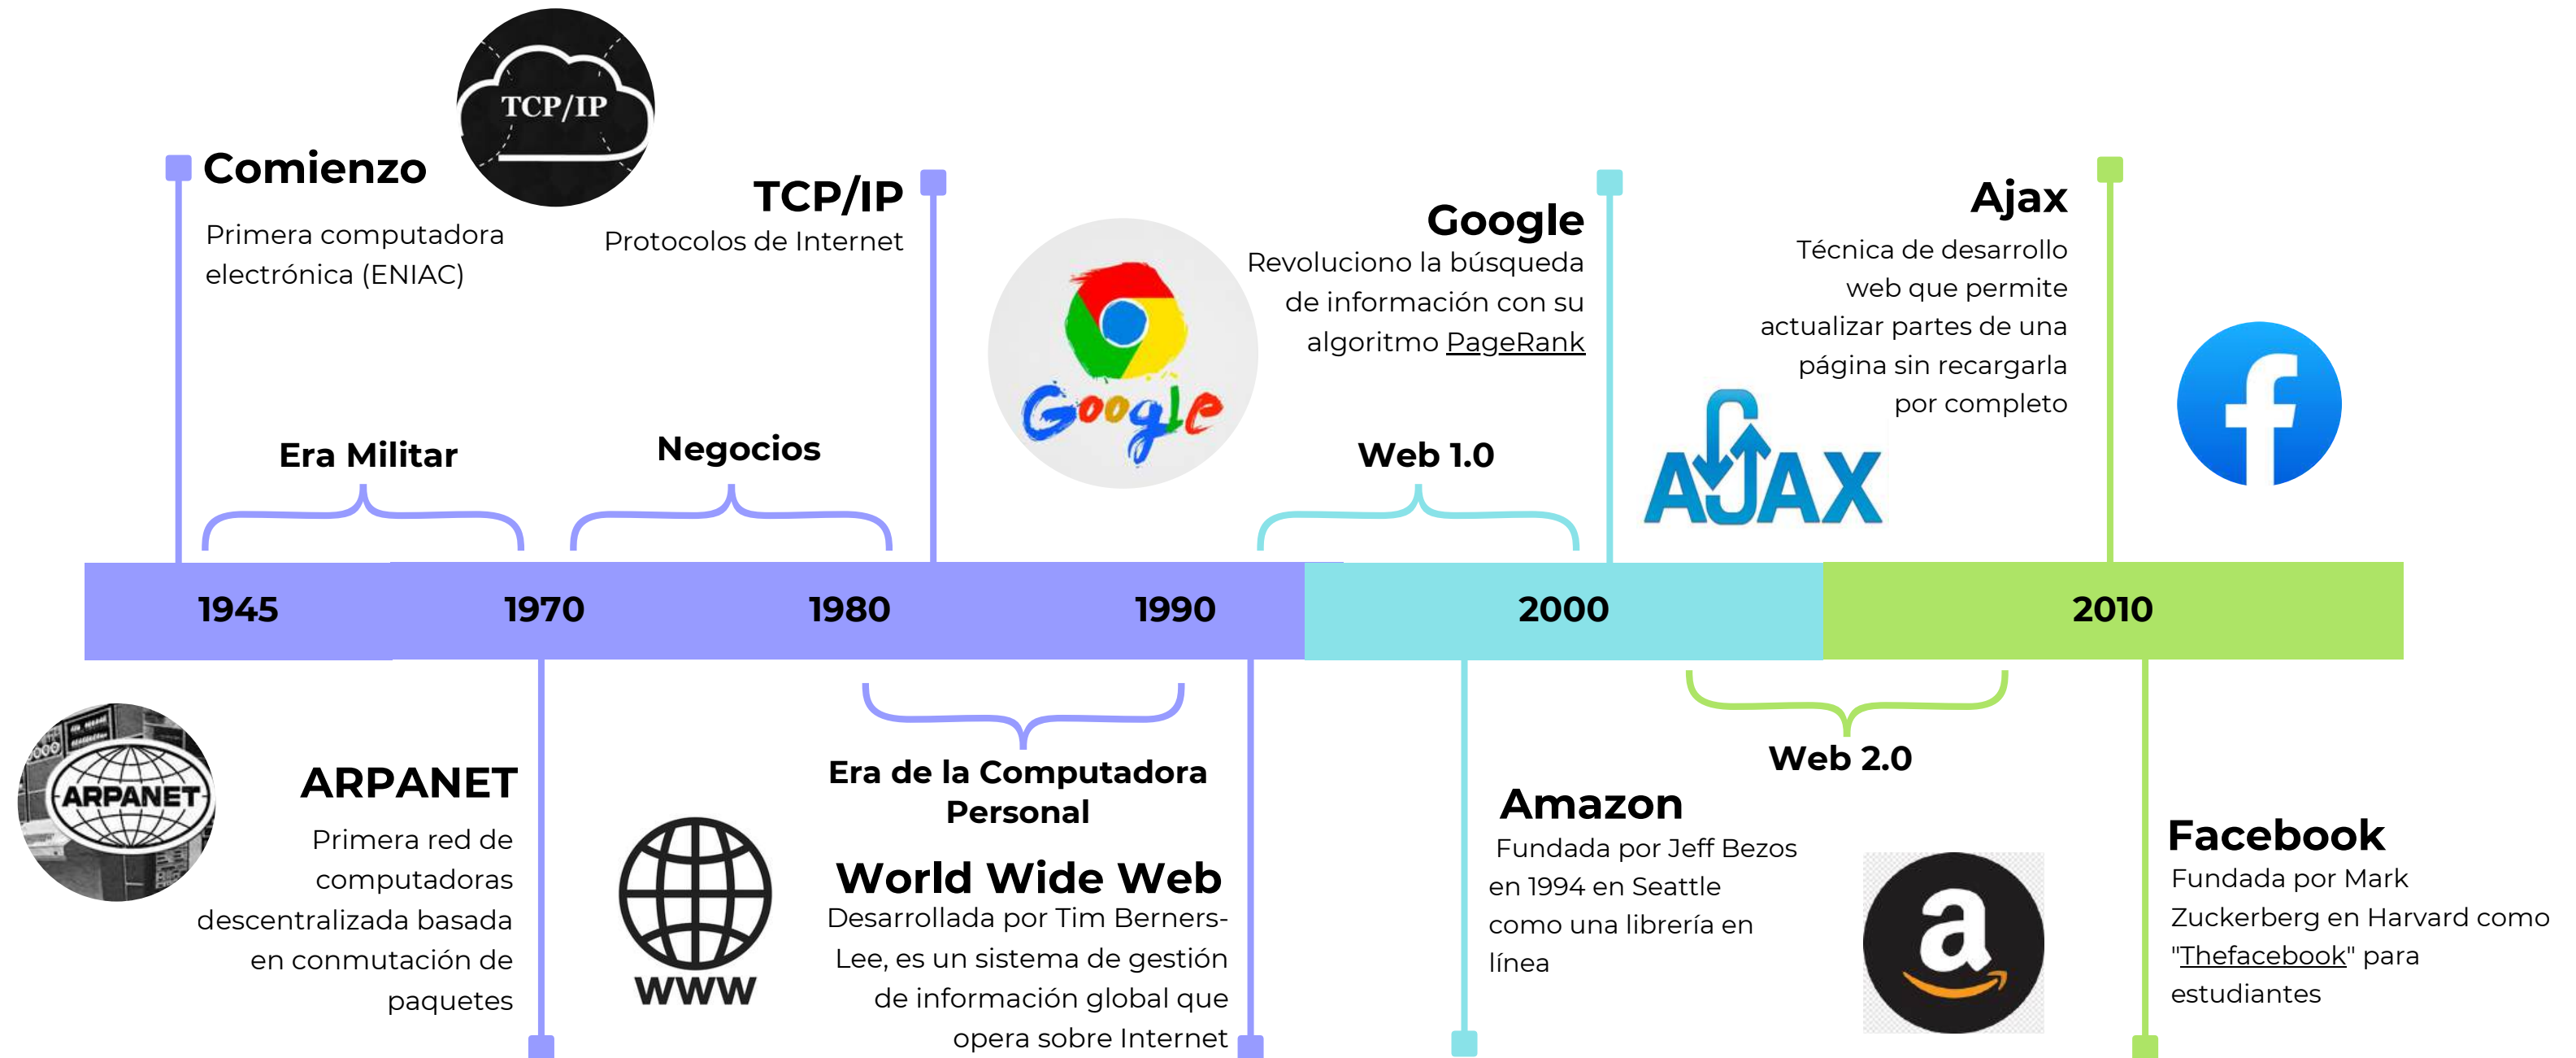 TCP/IP
Comienzo
Primera computadora
electrónica (ENIAC)
TCP/IP
Protocolos de Internet
Google
Google
Revoluciono la búsqueda
de información con su
algoritmo PageRank
Ajax
Técnica de desarrollo
web que permite
actualizar partes de una
página sin recargarla
por completo
AJAX
f
Era Militar
Negocios
Web 1.0
1945
1970
1980
1990
2000
2010
ARPANET
ARPANET
Primera red de
computadoras
descentralizada basada
en conmutación de
paquetes
WWW
Era de la Computadora
Personal
World Wide Web
Desarrollada por Tim Berners-
Lee, es un sistema de gestión
de información global que
opera sobre Internet
Web 2.0
Amazon
Fundada por Jeff Bezos
en 1994 en Seattle
como una librería en
línea
a
Facebook
Fundada por Mark
Zuckerberg en Harvard como
"Thefacebook" para
estudiantes